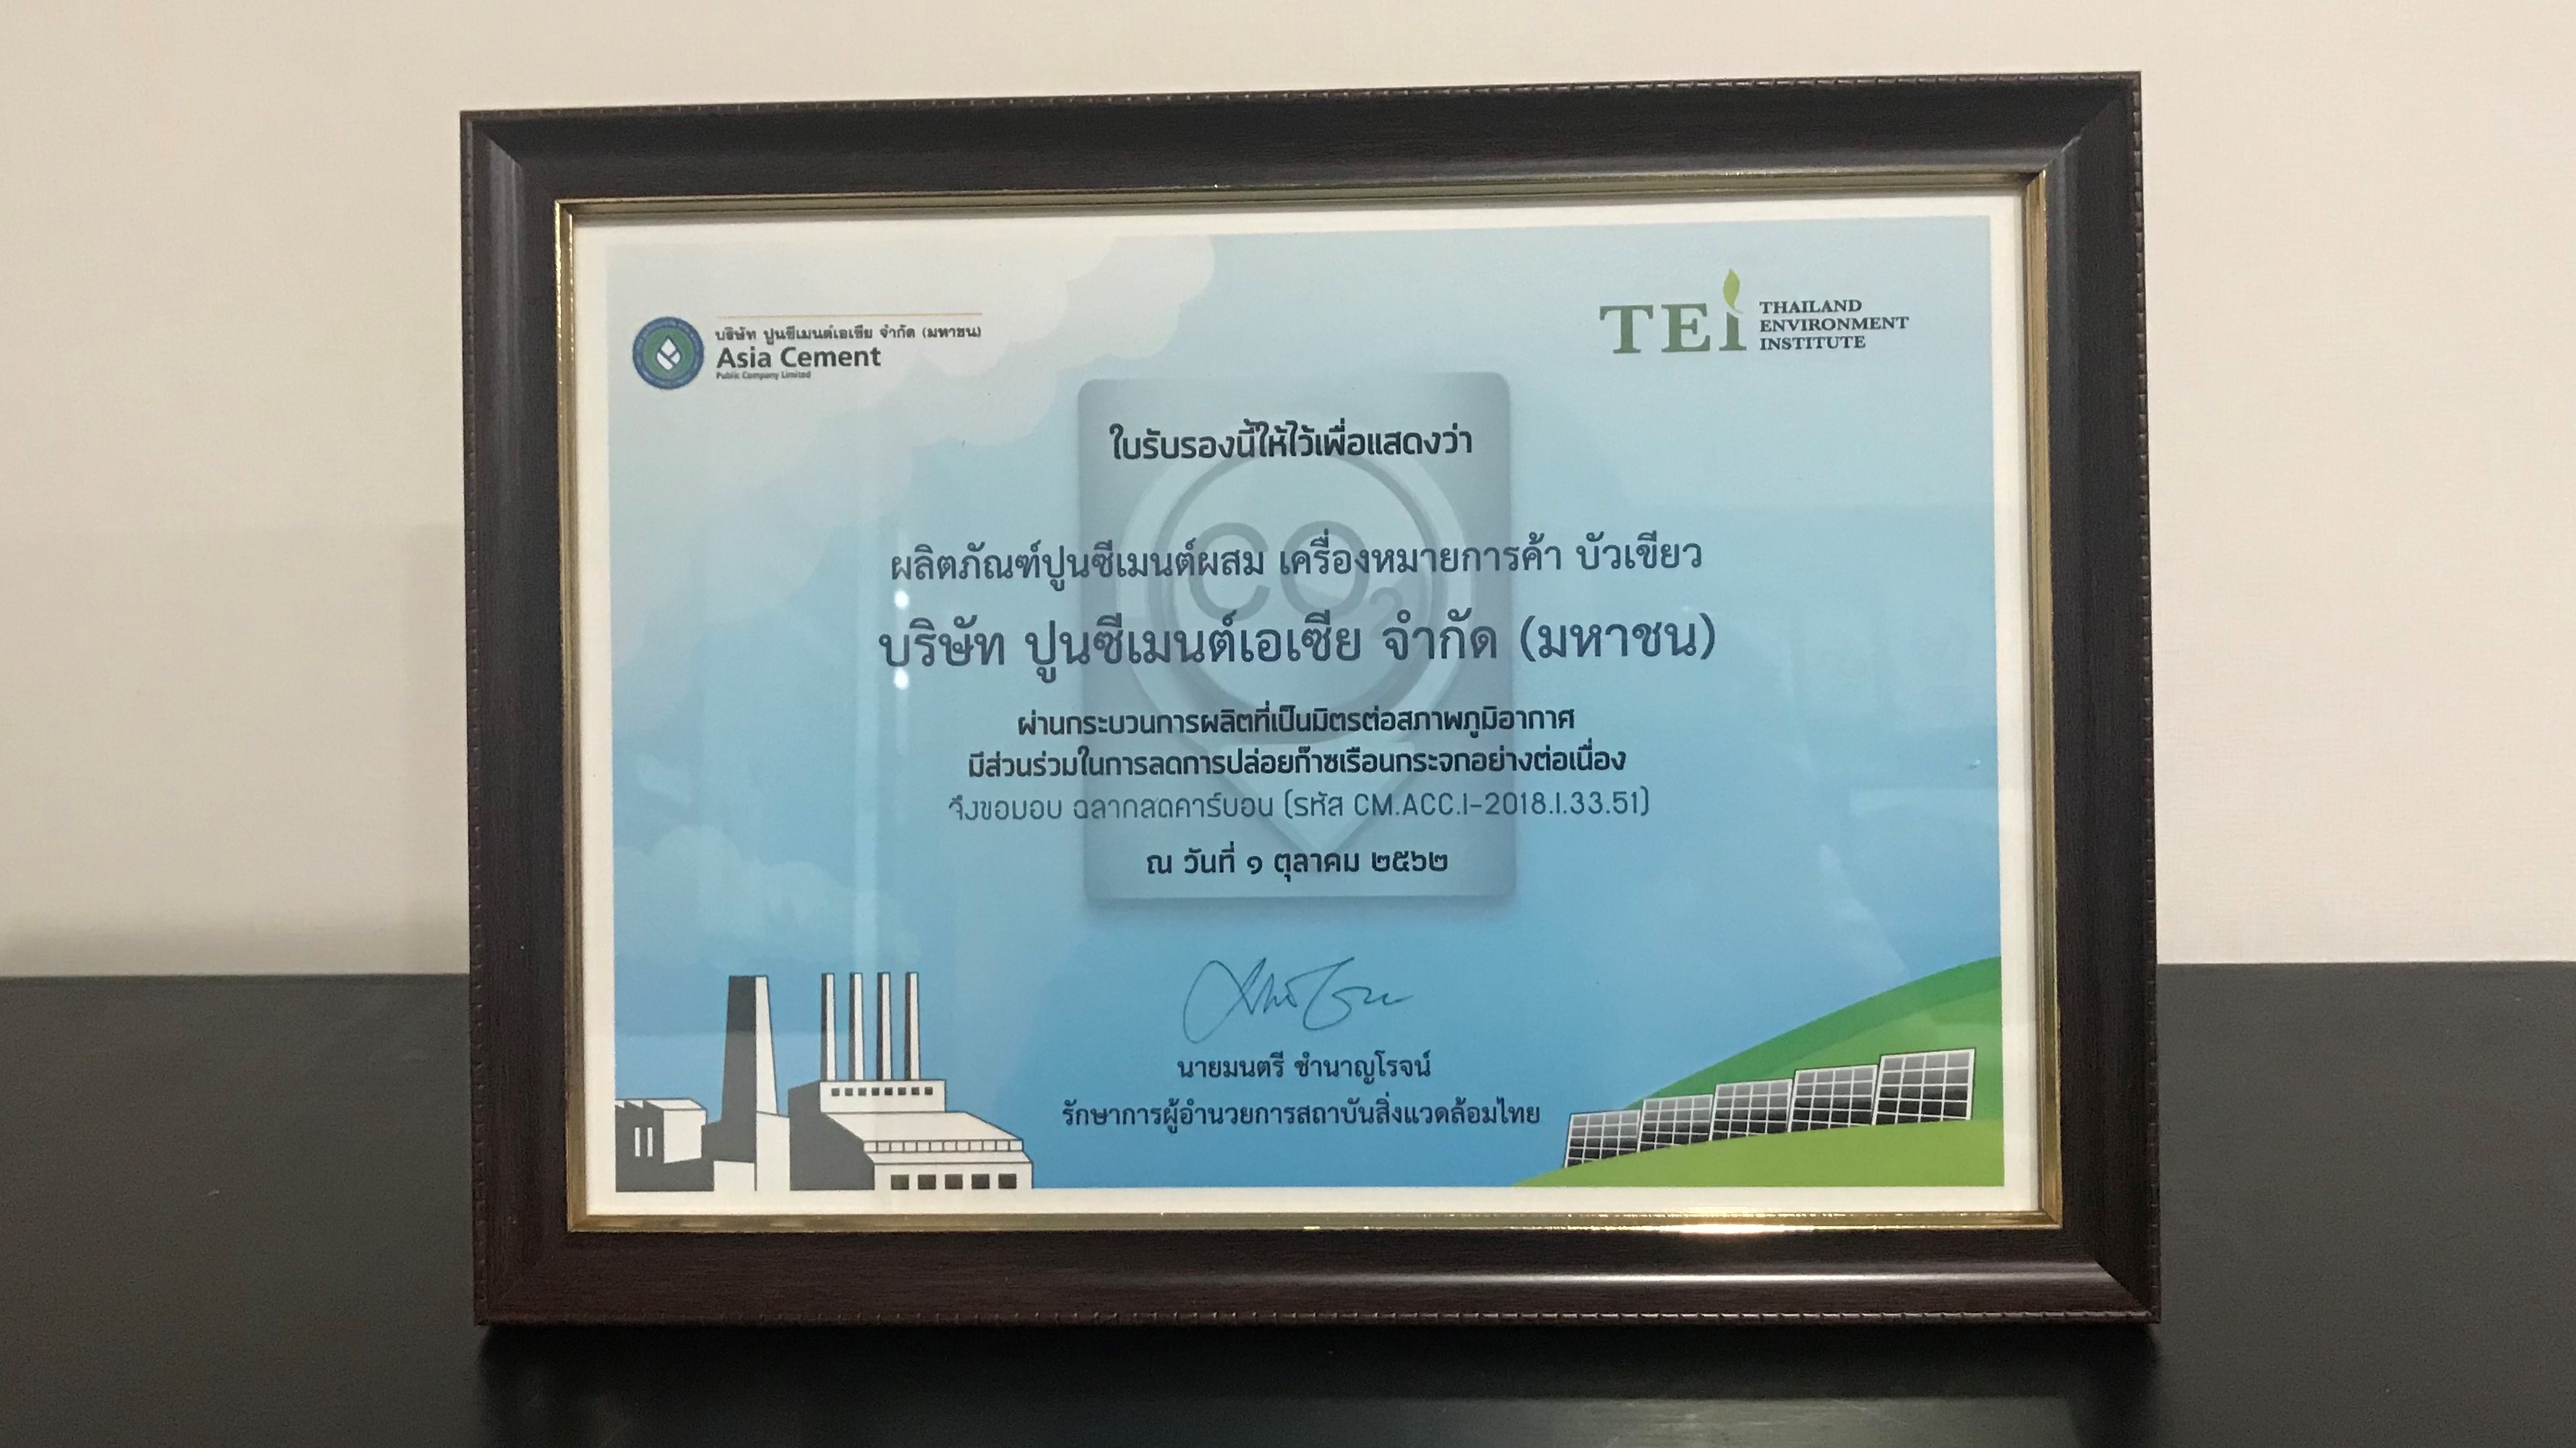 บริษัท ปูนซีเมนต์เอเซีย จำกัด (มหาชน)
Asia Cement
Public Company Limited
TEi
THAILAND
ENVIRONMENT
INSTITUTE
ใบรับรองนี้ให้ไว้เพื่อแสดงว่า
CO2
ผลิตภัณฑ์ปูนซีเมนต์ผสม เครื่องหมายการค้า บัวเขียว
บริษัท ปูนซีเมนต์เอเซีย จำกัด (มหาชน)
ผ่านกระบวนการผลิตที่เป็นมิตรต่อสภาพภูมิอากาศ
มีส่วนร่วมในการลดการปล่อยก๊าซเรือนกระจกอย่างต่อเนื่อง
จึงขอมอบ ฉลากลดคาร์บอน (รหัส CM.ACC.I-2018.I.33.51)
ณ วันที่ ๑ ตุลาคม ๒๕๖๒
นายมนตรี ชำนาญโรจน์
รักษาการผู้อำนวยการสถาบันสิ่งแวดล้อมไทย